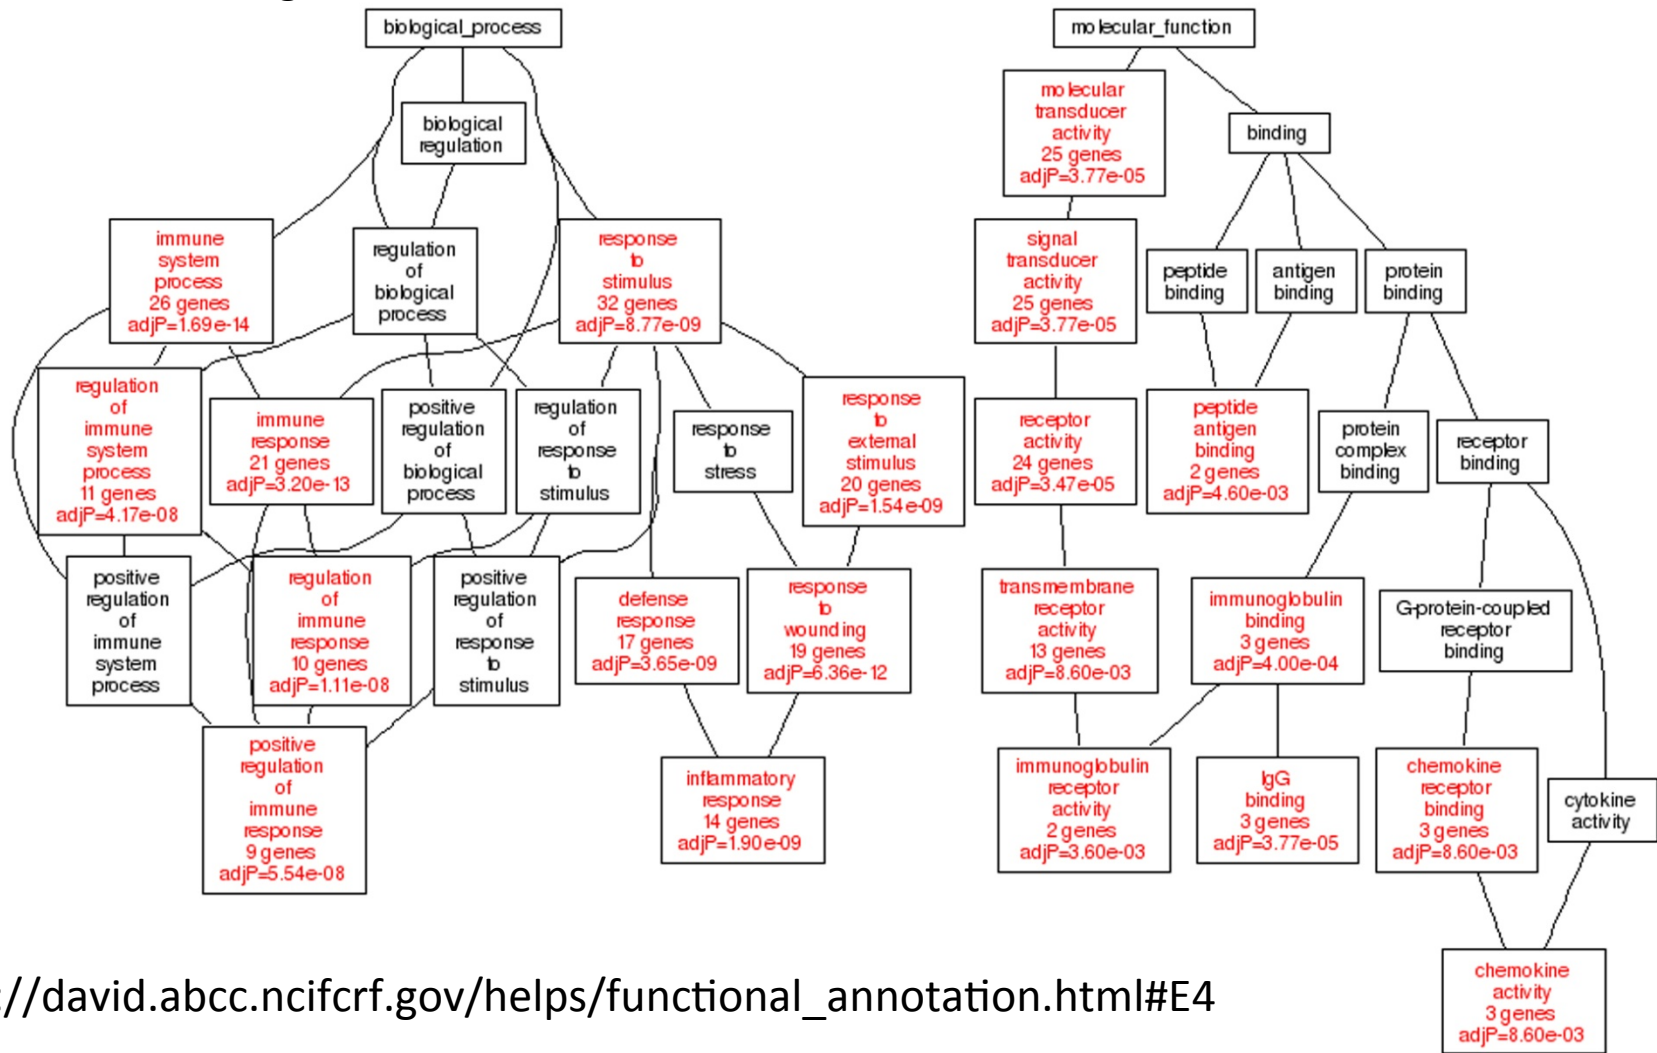 biological_process
biological
regulation
immune
system
process
26 genes
adjP=1.69e-14
regulation
of
biological
process
response
to
stimulus
32 genes
adjP=8.77e-09
regulation
of
immune
system
process
11 genes
adjP=4.17e-08
immune
response
21 genes
adjP=3.20e-13
positive
regulation
of
biological
process
regulation
of
response
to
stimulus
response
to
stress
response
to
external
stimulus
20 genes
adjP=1.54e-09
positive
regulation
of
immune
system
process
regulation
of
immune
response
10 genes
adjP=1.11e-08
positive
regulation
of
response
to
stimulus
defense
response
17 genes
adjP=3.65e-09
response
to
wounding
19 genes
adjP=6.36e-12
positive
regulation
of
immune
response
9 genes
adjP=5.54e-08
inflammatory
response
14 genes
adjP=1.90e-09
molecular_function
molecular
transducer
activity
25 genes
adjP=3.77e-05
binding
signal
transducer
activity
25 genes
adjP=3.77e-05
peptide
binding
antigen
binding
protein
binding
receptor
activity
24 genes
adjP=3.47e-05
peptide
antigen
binding
2 genes
adjP=4.60e-03
protein
complex
binding
receptor
binding
transmembrane
receptor
activity
13 genes
adjP=8.60e-03
immunoglobulin
binding
3 genes
adjP=4.00e-04
G-protein-coupled
receptor
binding
immunoglobulin
receptor
activity
2 genes
adjP=3.60e-03
IgG
binding
3 genes
adjP=3.77e-05
chemokine
receptor
binding
3 genes
adjP=8.60e-03
cytokine
activity
chemokine
activity
3 genes
adjP=8.60e-03
://david.abcc.ncifcrf.gov/helps/functional_annotation.html#E4